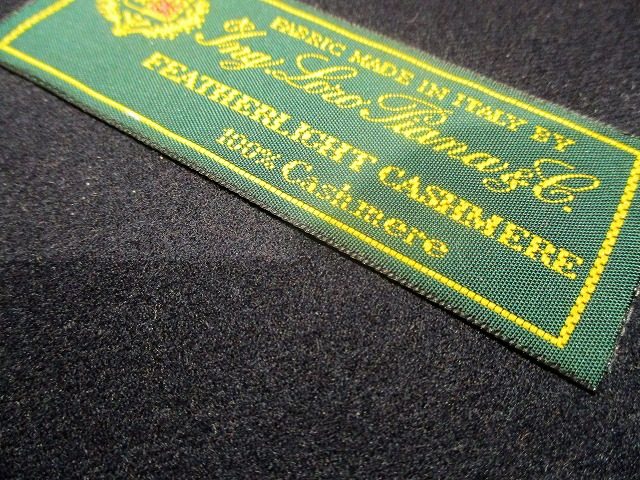 FABRIC MADE IN ITALY BY
Ing. Loro Piana & C.
FEATHERLIGHT CASHMERE
100% Cashmere